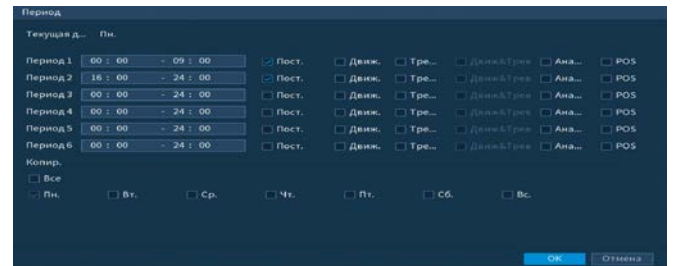 Период
Текущая д... Пн.
Период 1 00 : 00 - 09 : 00 Пост. Движ. Тре... Движ&Трев Ана... POS
Период 2 16 : 00 - 24 : 00 Пост. Движ. Тре... Движ&Трев Ана... POS
Период 3 00 : 00 - 24 : 00 Пост. Движ. Тре... Движ&Трев Ана... POS
Период 4 00 : 00 - 24 : 00 Пост. Движ. Тре... Движ&Трев Ана... POS
Период 5 00 : 00 - 24 : 00 Пост. Движ. Тре... Движ&Трев Ана... POS
Период 6 00 : 00 - 24 : 00 Пост. Движ. Тре... Движ&Трев Ана... POS
Копир.
Все
Пн. Вт. Ср. Чт. Пт. Сб. Вс.
OK Отмена